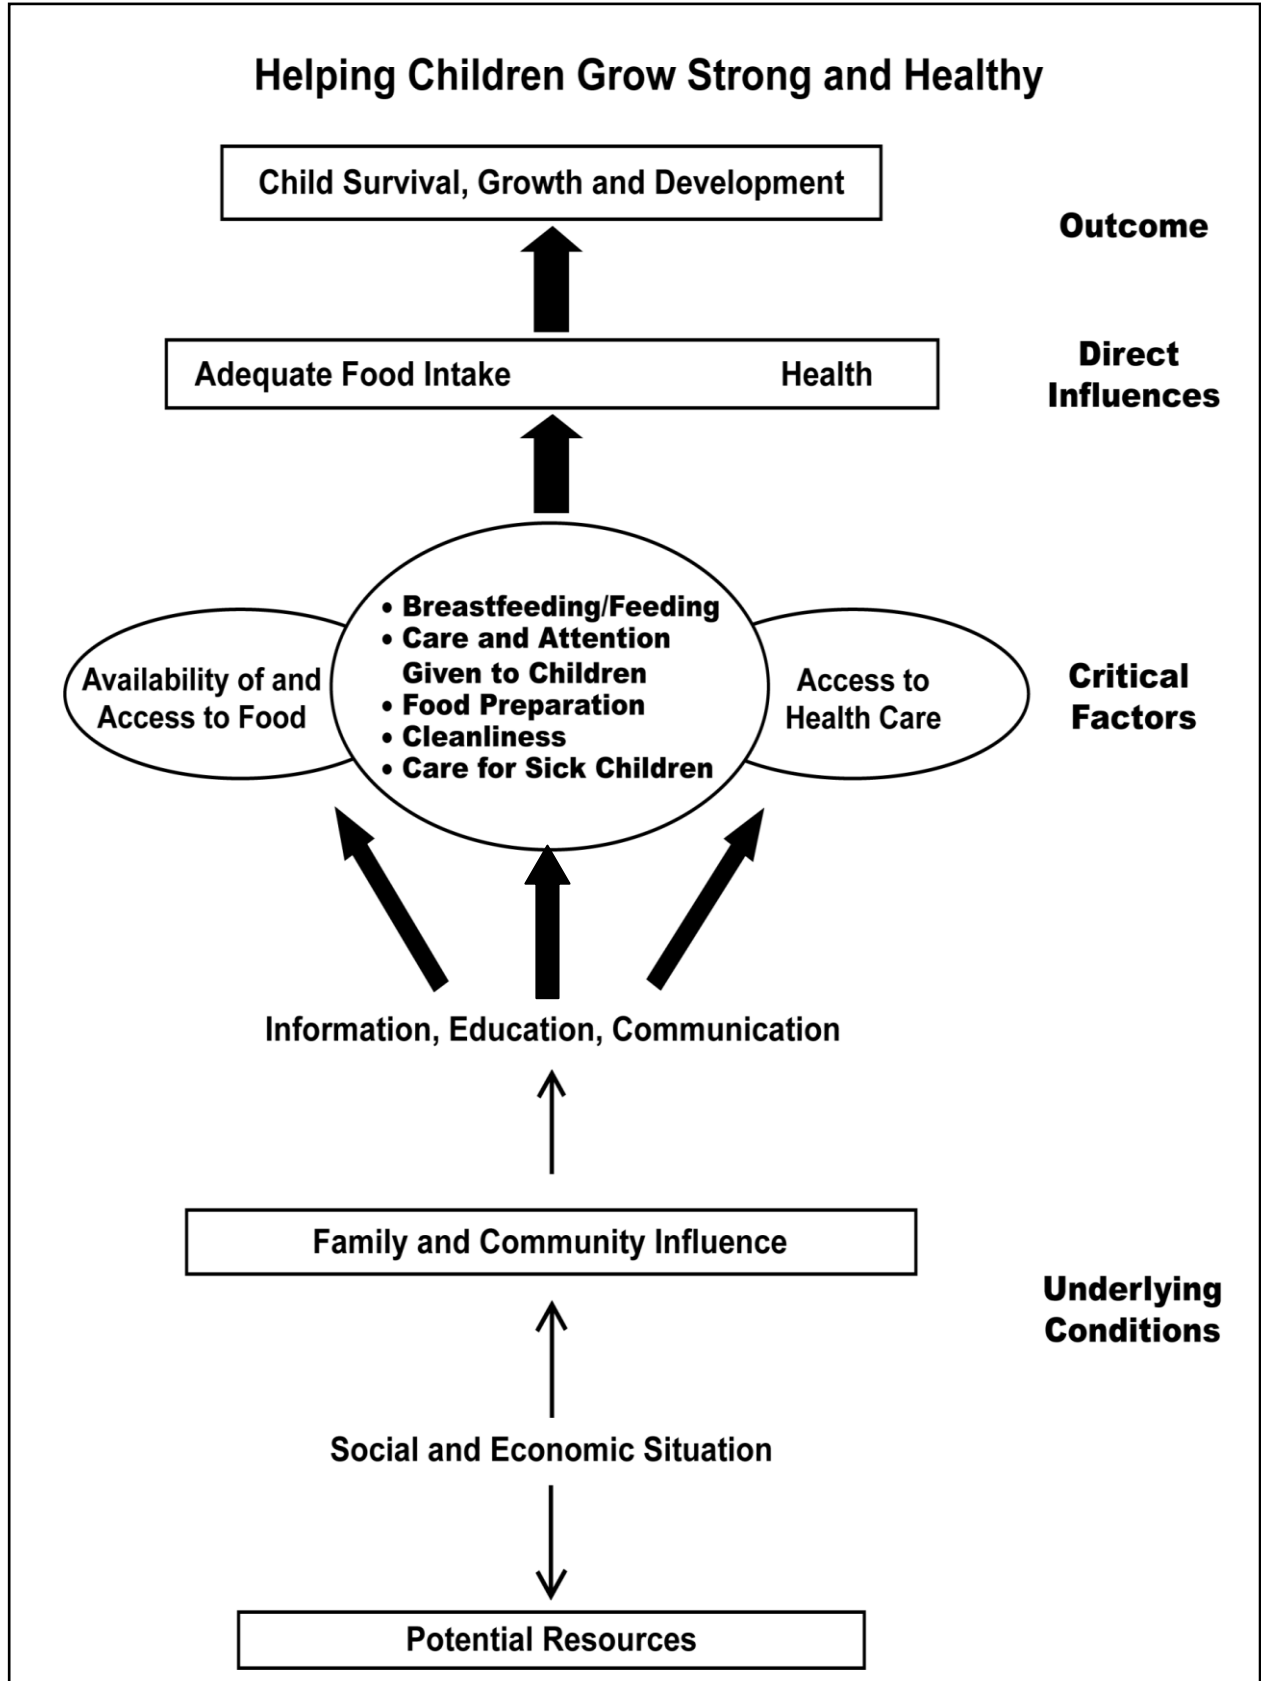 Helping Children Grow Strong and Healthy
Child Survival, Growth and Development
Outcome
Adequate Food Intake
Health
Direct
Influences
• Breastfeeding/Feeding
• Care and Attention
Given to Children
• Food Preparation
• Cleanliness
• Care for Sick Children
Availability of and
Access to Food
Access to
Health Care
Critical
Factors
Information, Education, Communication
Family and Community Influence
Underlying
Conditions
Social and Economic Situation
Potential Resources